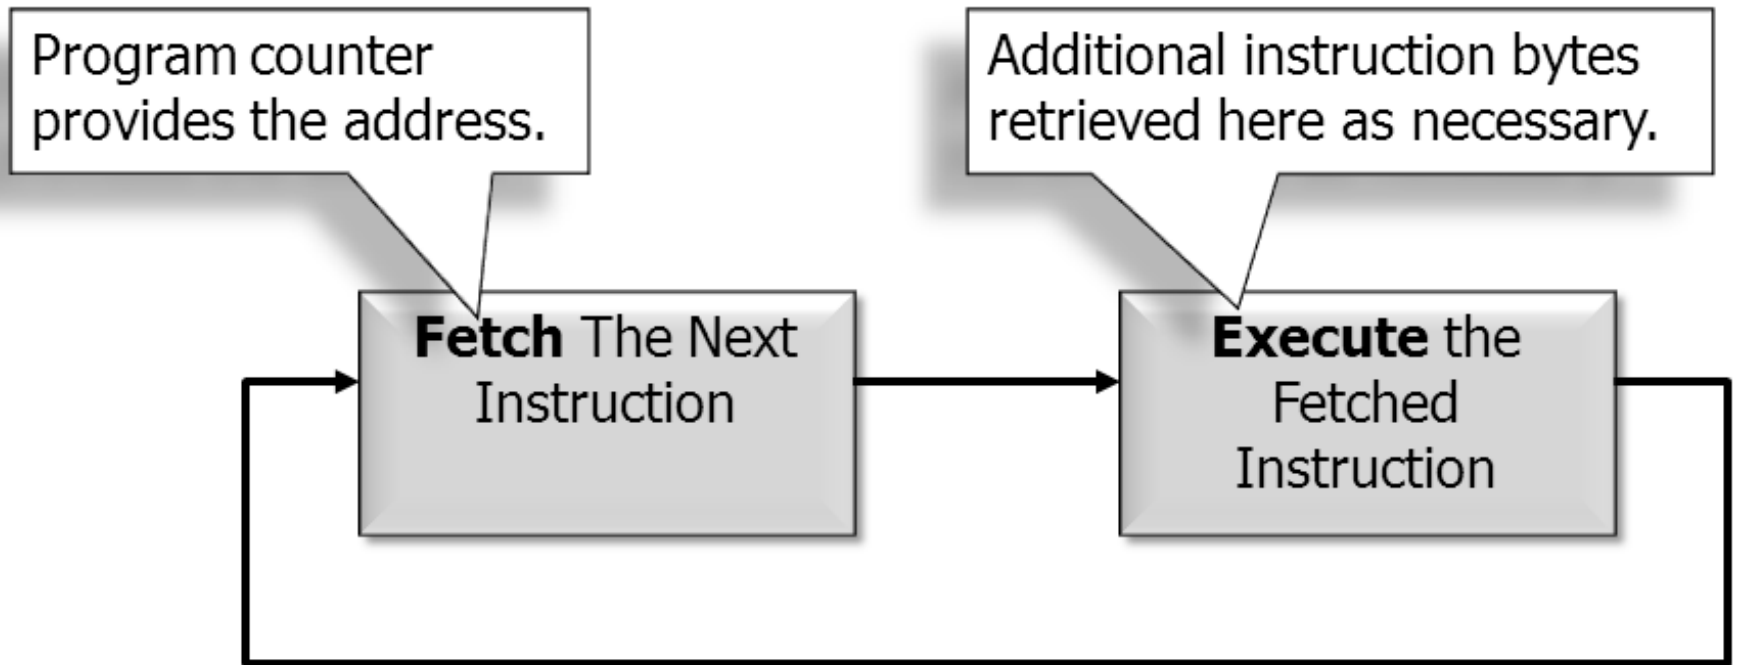 Program counter
provides the address.
Additional instruction bytes
retrieved here as necessary.
Fetch The Next
Instruction
Execute the
Fetched
Instruction